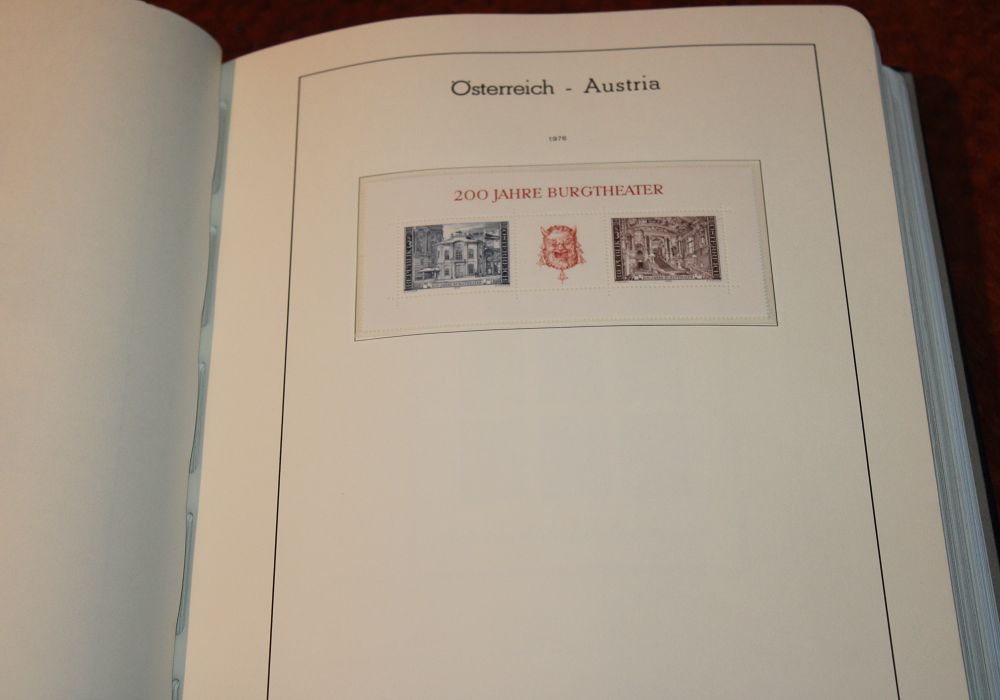 Österreich - Austria
1976
200 JAHRE BURGTHEATER